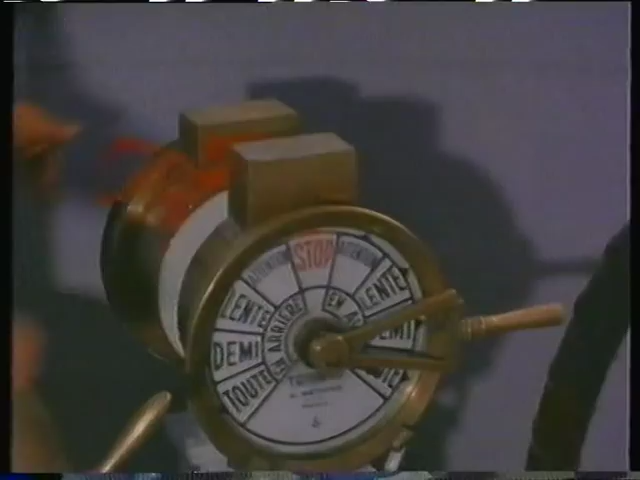 ATTENTION STOP ATTENTION
LENTE LENTE
DEMI DEMI
TOUTE
EN ARRIERE
EN A